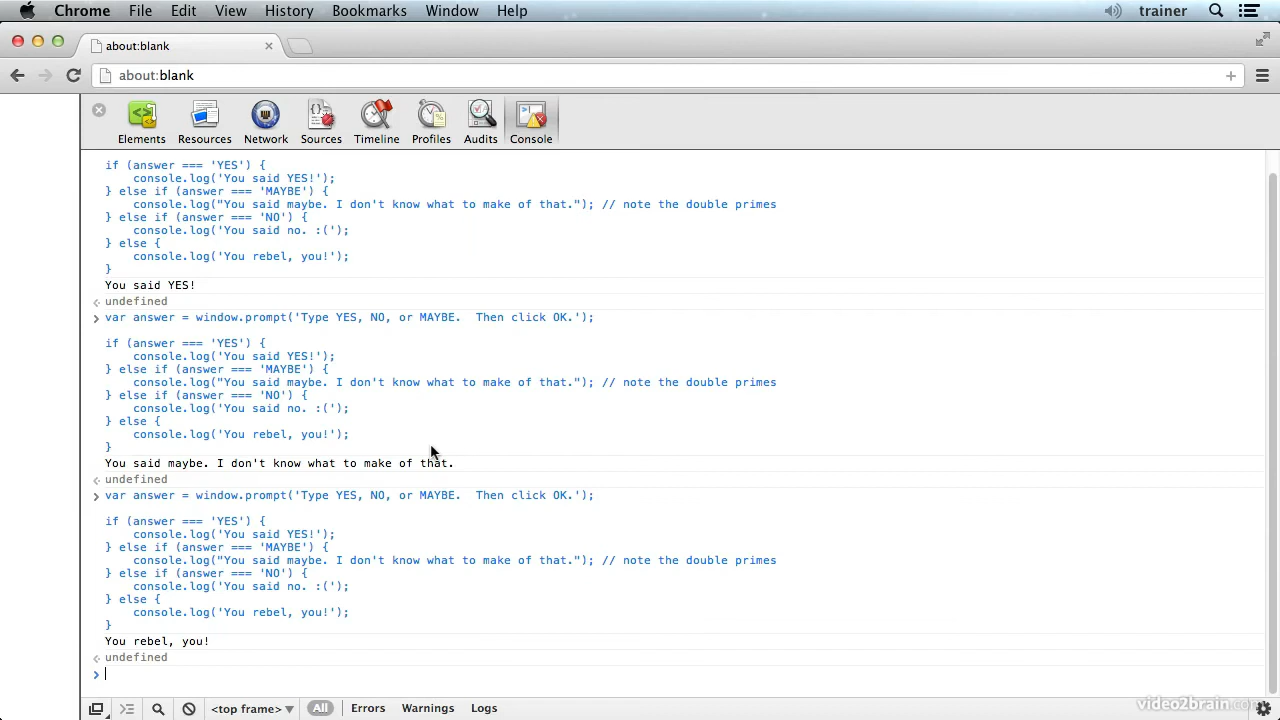 Chrome File Edit View History Bookmarks Window Help trainer
about:blank
about:blank
Elements Resources Network Sources Timeline Profiles Audits Console
if (answer === 'YES') {
console.log('You said YES!');
} else if (answer === 'MAYBE') {
console.log("You said maybe. I don't know what to make of that."); // note the double primes
} else if (answer === 'NO') {
console.log('You said no. :(');
} else {
console.log('You rebel, you!');
}
You said YES!
undefined
var answer = window.prompt('Type YES, NO, or MAYBE.  Then click OK.');
if (answer === 'YES') {
console.log('You said YES!');
} else if (answer === 'MAYBE') {
console.log("You said maybe. I don't know what to make of that."); // note the double primes
} else if (answer === 'NO') {
console.log('You said no. :(');
} else {
console.log('You rebel, you!');
}
You said maybe. I don't know what to make of that.
undefined
var answer = window.prompt('Type YES, NO, or MAYBE.  Then click OK.');
if (answer === 'YES') {
console.log('You said YES!');
} else if (answer === 'MAYBE') {
console.log("You said maybe. I don't know what to make of that."); // note the double primes
} else if (answer === 'NO') {
console.log('You said no. :(');
} else {
console.log('You rebel, you!');
}
You rebel, you!
undefined
<top frame> All Errors Warnings Logs
video2brain.com